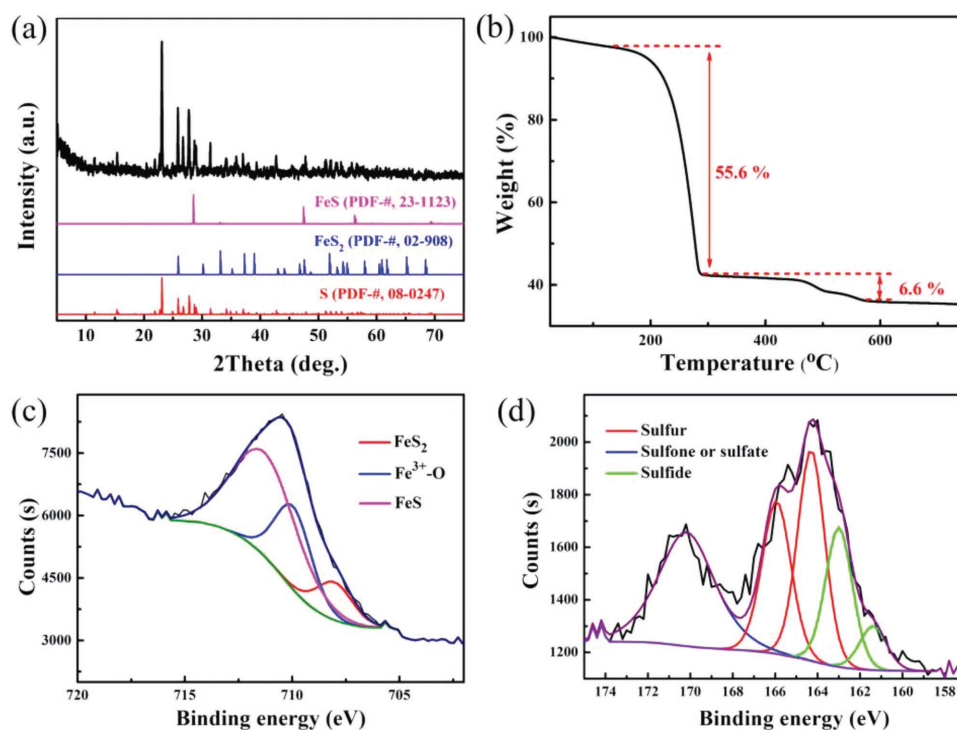 (a)
Intensity (a.u.)
FeS (PDF-#, 23-1123)
FeS₂ (PDF-#, 02-908)
S (PDF-#, 08-0247)
10 20 30 40 50 60 70
2Theta (deg.)
(b)
Weight (%)
100
80
60
40
55.6 %
6.6 %
200 400 600
Temperature (ºC)
(c)
Counts (s)
7500
6000
4500
3000
FeS₂
Fe³⁺-O
FeS
720 715 710 705
Binding energy (eV)
(d)
Counts (s)
2000
1800
1600
1400
1200
Sulfur
Sulfone or sulfate
Sulfide
174 172 170 168 166 164 162 160 158
Binding energy (eV)